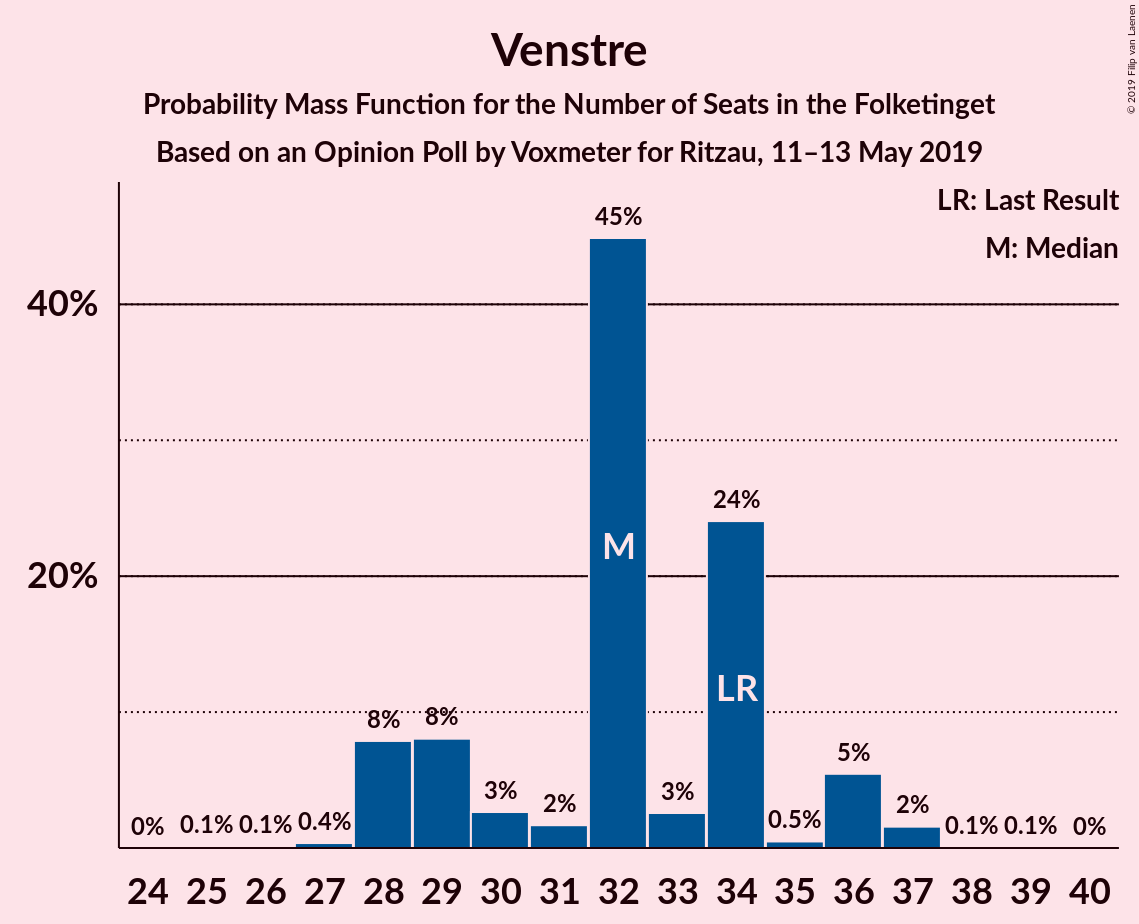 Venstre
Probability Mass Function for the Number of Seats in the Folketinget
Based on an Opinion Poll by Voxmeter for Ritzau, 11–13 May 2019
© 2019 Filip van Laenen
LR: Last Result
M: Median
40%
20%
0% 0.1% 0.1% 0.4% 8% 8% 3% 2% 45% 3% 24% 0.5% 5% 2% 0.1% 0.1% 0%
M
LR
24 25 26 27 28 29 30 31 32 33 34 35 36 37 38 39 40